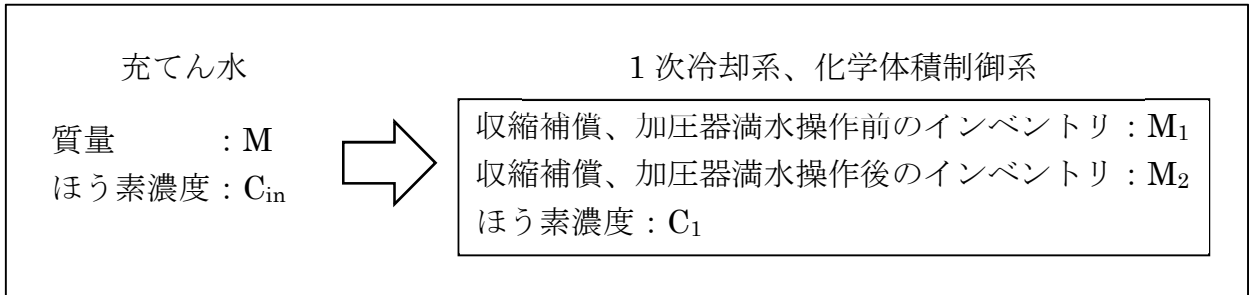 充てん水
質量　　　：M
ほう素濃度：C_in
1 次冷却系、化学体積制御系
収縮補償、加圧器満水操作前のインベントリ：M₁
収縮補償、加圧器満水操作後のインベントリ：M₂
ほう素濃度：C₁